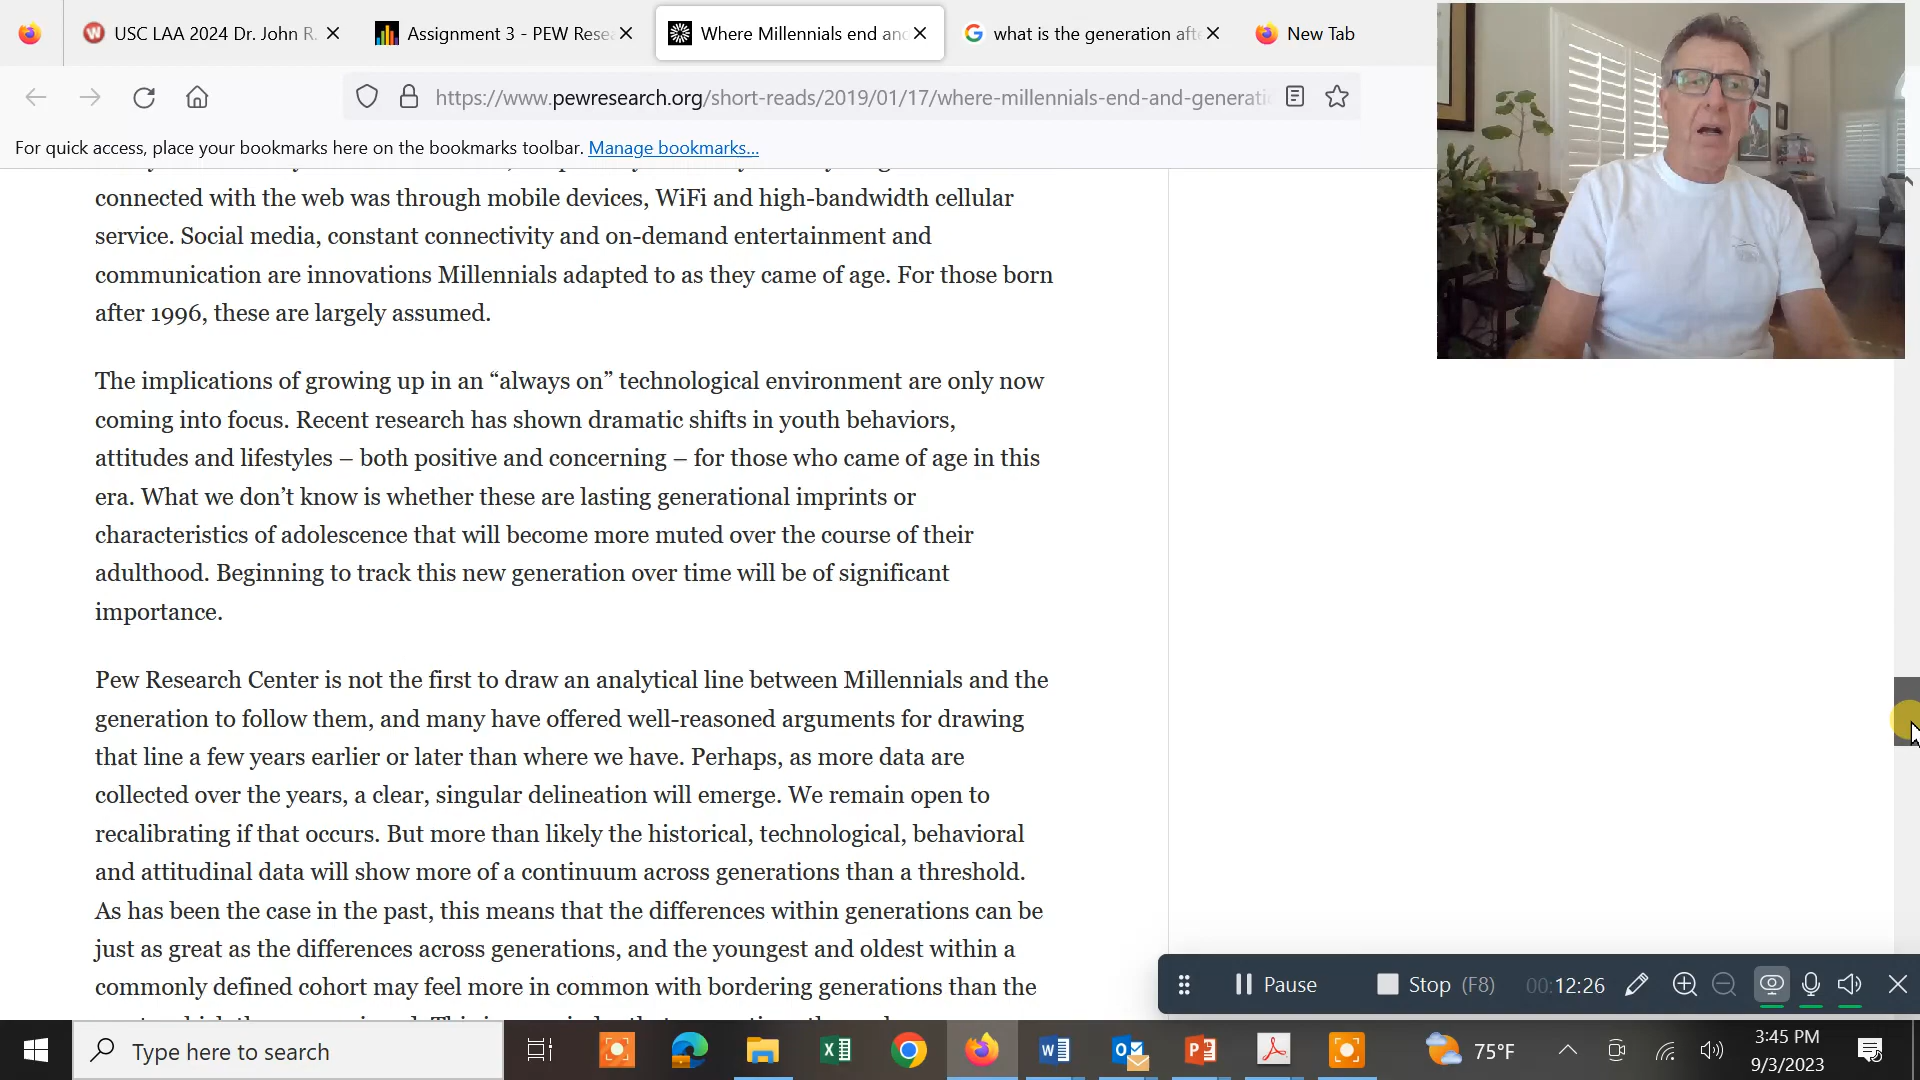 USC LAA 2024 Dr. John R.
Assignment 3 - PEW Rese
Where Millennials end and
what is the generation aft
New Tab
https://www.pewresearch.org/short-reads/2019/01/17/where-millennials-end-and-generati
For quick access, place your bookmarks here on the bookmarks toolbar. Manage bookmarks...
connected with the web was through mobile devices, WiFi and high-bandwidth cellular
service. Social media, constant connectivity and on-demand entertainment and
communication are innovations Millennials adapted to as they came of age. For those born
after 1996, these are largely assumed.
The implications of growing up in an “always on” technological environment are only now
coming into focus. Recent research has shown dramatic shifts in youth behaviors,
attitudes and lifestyles – both positive and concerning – for those who came of age in this
era. What we don’t know is whether these are lasting generational imprints or
characteristics of adolescence that will become more muted over the course of their
adulthood. Beginning to track this new generation over time will be of significant
importance.
Pew Research Center is not the first to draw an analytical line between Millennials and the
generation to follow them, and many have offered well-reasoned arguments for drawing
that line a few years earlier or later than where we have. Perhaps, as more data are
collected over the years, a clear, singular delineation will emerge. We remain open to
recalibrating if that occurs. But more than likely the historical, technological, behavioral
and attitudinal data will show more of a continuum across generations than a threshold.
As has been the case in the past, this means that the differences within generations can be
just as great as the differences across generations, and the youngest and oldest within a
commonly defined cohort may feel more in common with bordering generations than the
Pause
Stop (F8)
00:12:26
Type here to search
75°F
3:45 PM
9/3/2023